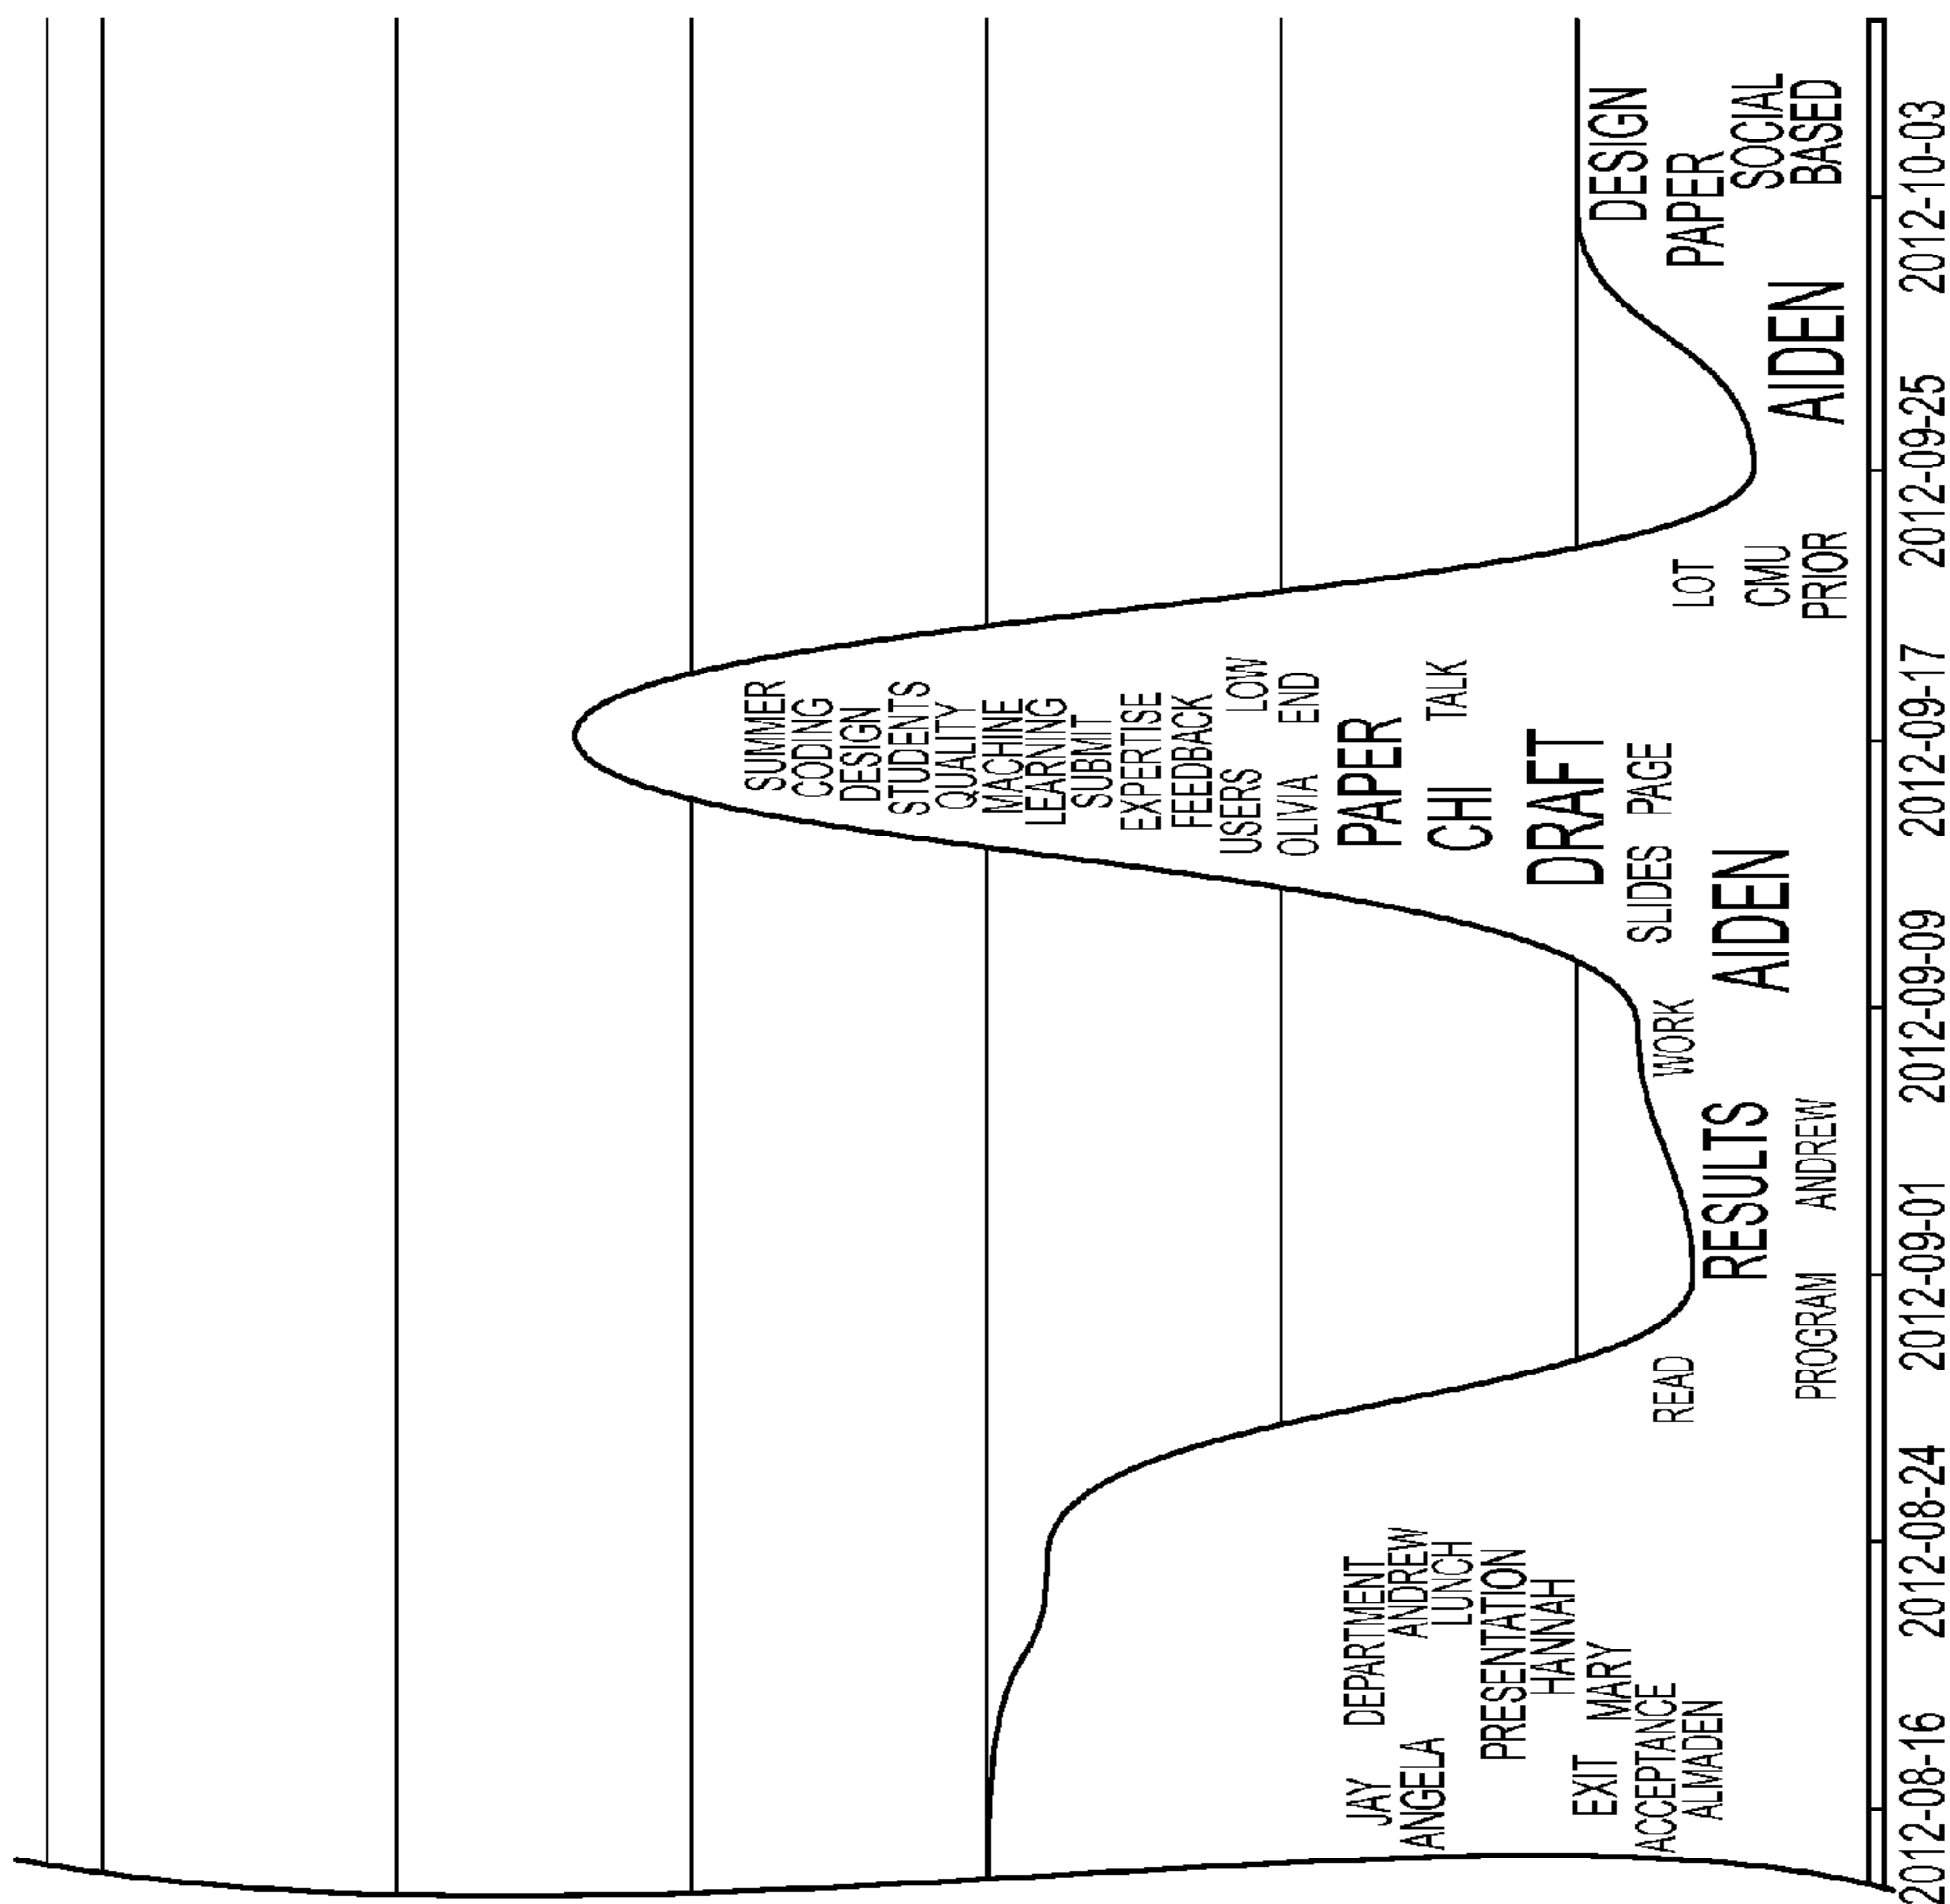 JAY
DEPARTMENT
ANGELA
ANDREW
LUNCH
PRESENTATION
HANNAH
EXIT
MARY
ACCEPTANCE
ALMADEN
READ
PROGRAM
RESULTS
ANDREW
WORK
SUMMER
CODING
DESIGN
STUDENTS
QUALITY
MACHINE
LEARNING
SUBMIT
EXPERTISE
FEEDBACK
USERS
LOW
OLIVIA
END
PAPER
CHI
TALK
DRAFT
SLIDES
PAGE
AIDEN
LOT
CMU
PRIOR
AIDEN
DESIGN
PAPER
SOCIAL
BASED
2012-08-16 2012-08-24 2012-09-01 2012-09-09 2012-09-17 2012-09-25 2012-10-03